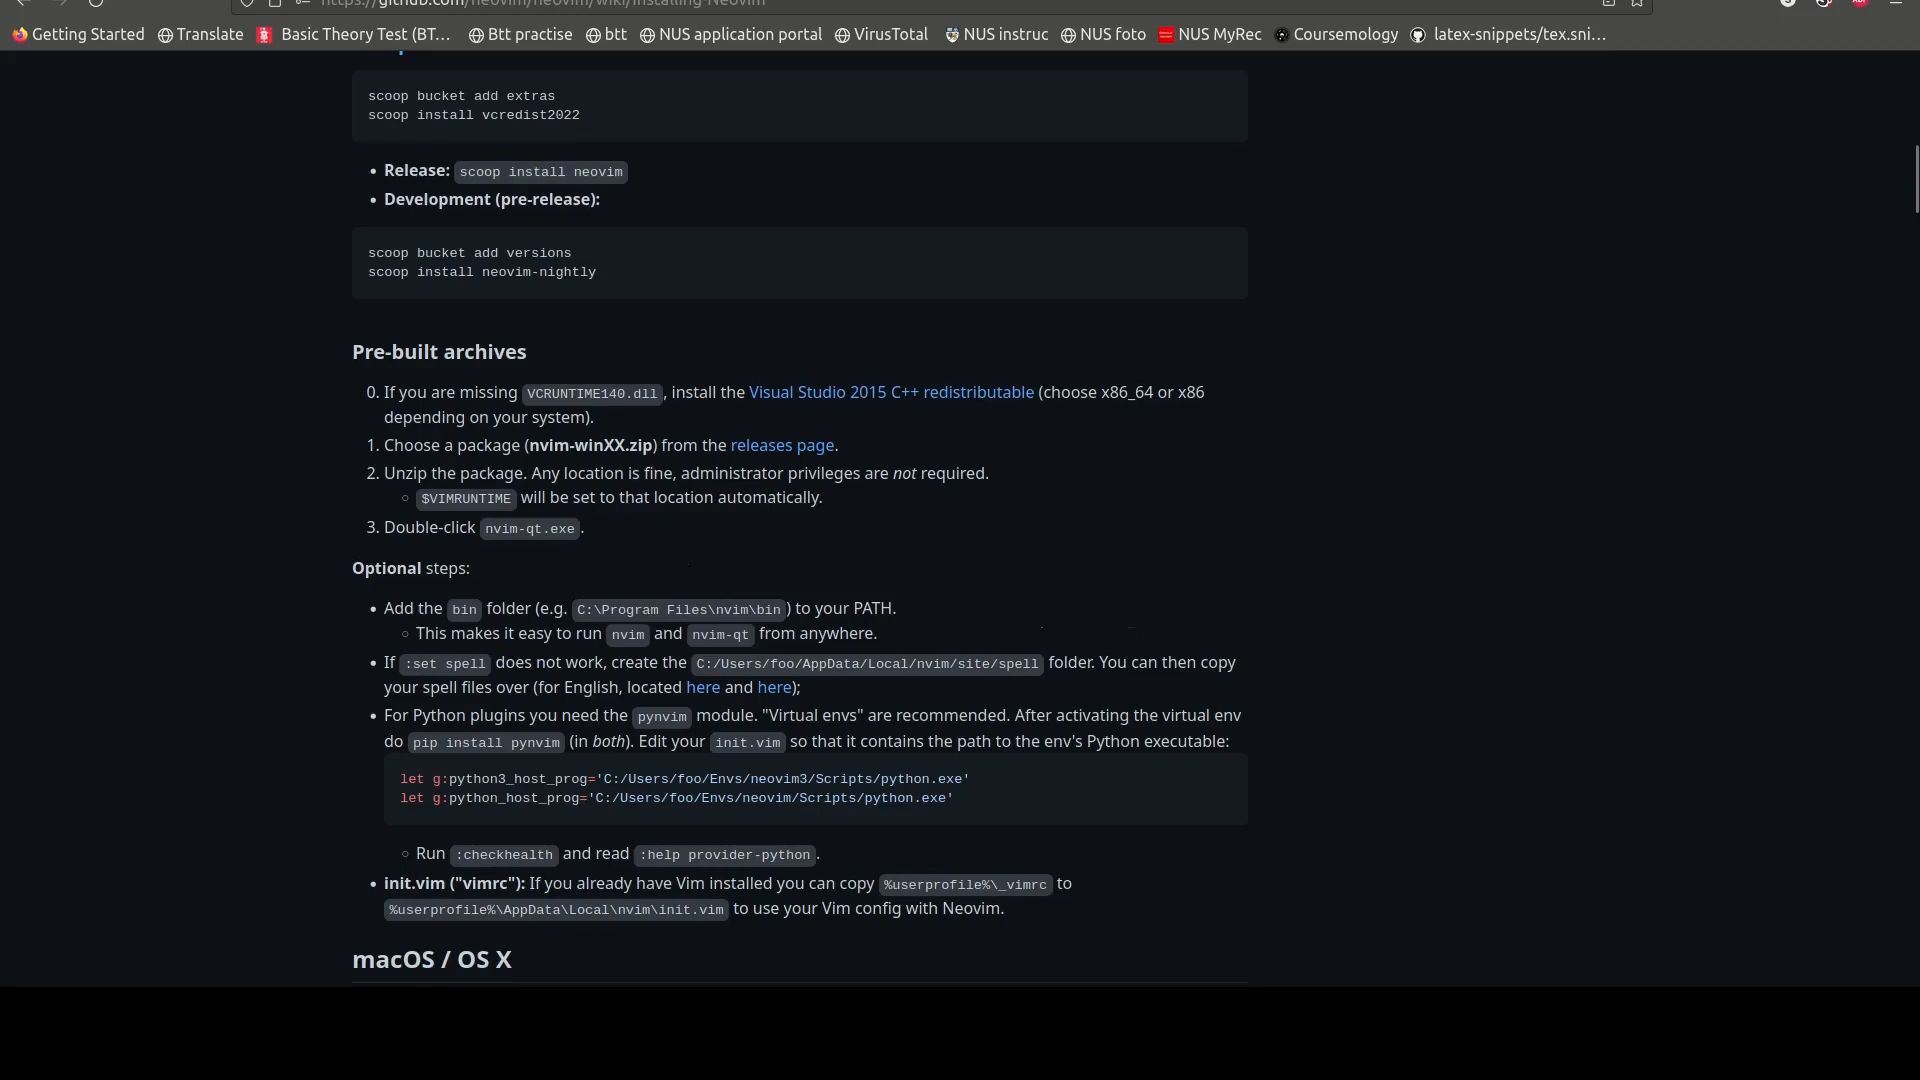 https://github.com/neovim/neovim/wiki/Installing-Neovim
Getting Started Translate Basic Theory Test (BT... Btt practise btt NUS application portal VirusTotal NUS instruc NUS foto NUS MyRec Coursemology latex-snippets/tex.sni...
scoop bucket add extras
scoop install vcredist2022
• Release: scoop install neovim
• Development (pre-release):
scoop bucket add versions
scoop install neovim-nightly
Pre-built archives
0. If you are missing VCRUNTIME140.dll, install the Visual Studio 2015 C++ redistributable (choose x86_64 or x86
depending on your system).
1. Choose a package (nvim-winXX.zip) from the releases page.
2. Unzip the package. Any location is fine, administrator privileges are not required.
◦ $VIMRUNTIME will be set to that location automatically.
3. Double-click nvim-qt.exe.
Optional steps:
• Add the bin folder (e.g. C:\Program Files\nvim\bin) to your PATH.
◦ This makes it easy to run nvim and nvim-qt from anywhere.
• If :set spell does not work, create the C:/Users/foo/AppData/Local/nvim/site/spell folder. You can then copy
your spell files over (for English, located here and here);
• For Python plugins you need the pynvim module. "Virtual envs" are recommended. After activating the virtual env
do pip install pynvim (in both). Edit your init.vim so that it contains the path to the env's Python executable:
let g:python3_host_prog='C:/Users/foo/Envs/neovim3/Scripts/python.exe'
let g:python_host_prog='C:/Users/foo/Envs/neovim/Scripts/python.exe'
◦ Run :checkhealth and read :help provider-python.
• init.vim ("vimrc"): If you already have Vim installed you can copy %userprofile%\_vimrc to
%userprofile%\AppData\Local\nvim\init.vim to use your Vim config with Neovim.
macOS / OS X